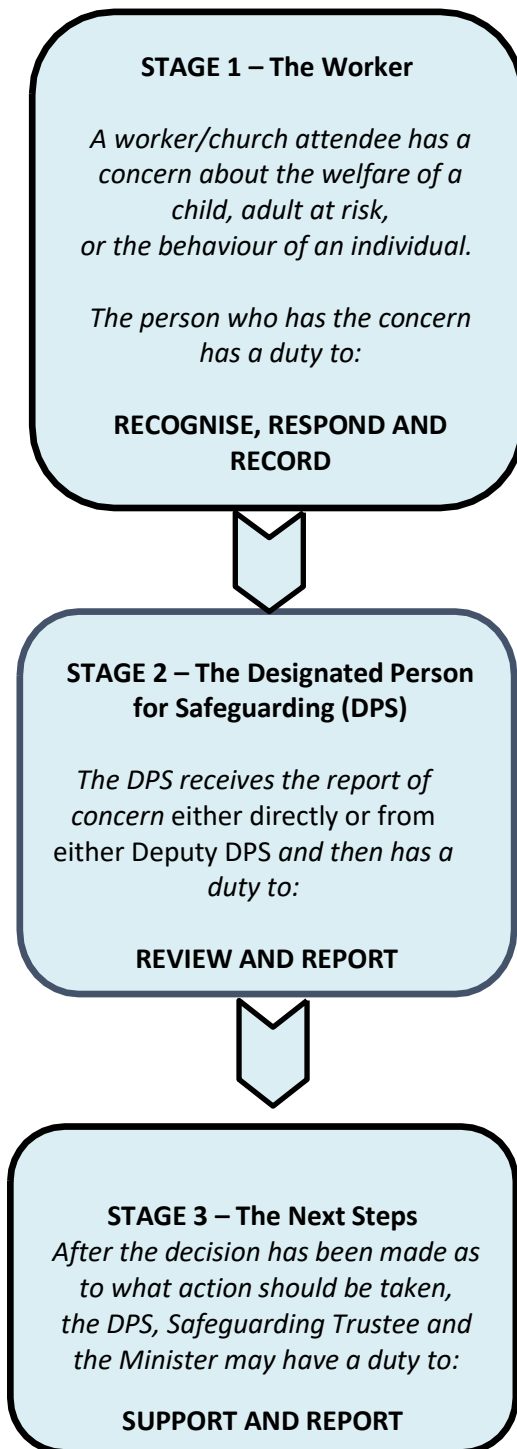 STAGE 1 – The Worker
A worker/church attendee has a
concern about the welfare of a
child, adult at risk,
or the behaviour of an individual.
The person who has the concern
has a duty to:
RECOGNISE, RESPOND AND
RECORD
STAGE 2 – The Designated Person
for Safeguarding (DPS)
The DPS receives the report of
concern either directly or from
either Deputy DPS and then has a
duty to:
REVIEW AND REPORT
STAGE 3 – The Next Steps
After the decision has been made as
to what action should be taken,
the DPS, Safeguarding Trustee and
the Minister may have a duty to:
SUPPORT AND REPORT